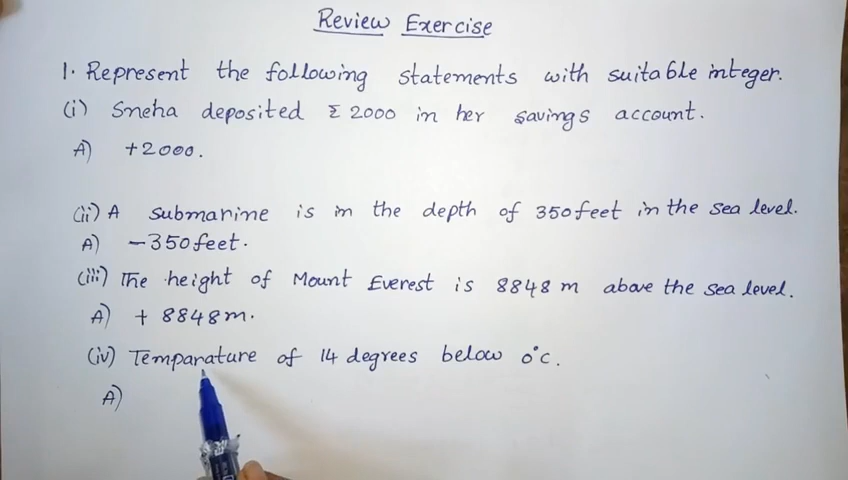 Review Exercise
1. Represent the following statements with suitable integer.
(i) Sneha deposited ₹ 2000 in her savings account.
A) +2000.
(ii) A submarine is in the depth of 350feet in the sea level.
A) -350feet.
(iii) The height of Mount Everest is 8848 m above the sea level.
A) + 8848m.
(iv) Temparature of 14 degrees below 0°c.
A)